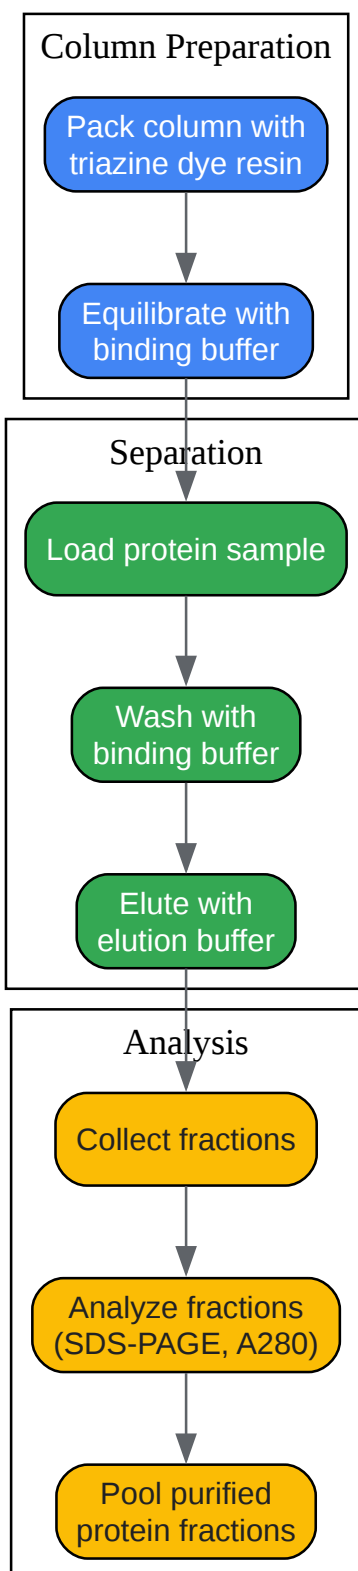 Column Preparation
Pack column with
triazine dye resin
Equilibrate with
binding buffer
Separation
Load protein sample
Wash with
binding buffer
Elute with
elution buffer
Analysis
Collect fractions
Analyze fractions
(SDS-PAGE, A280)
Pool purified
protein fractions